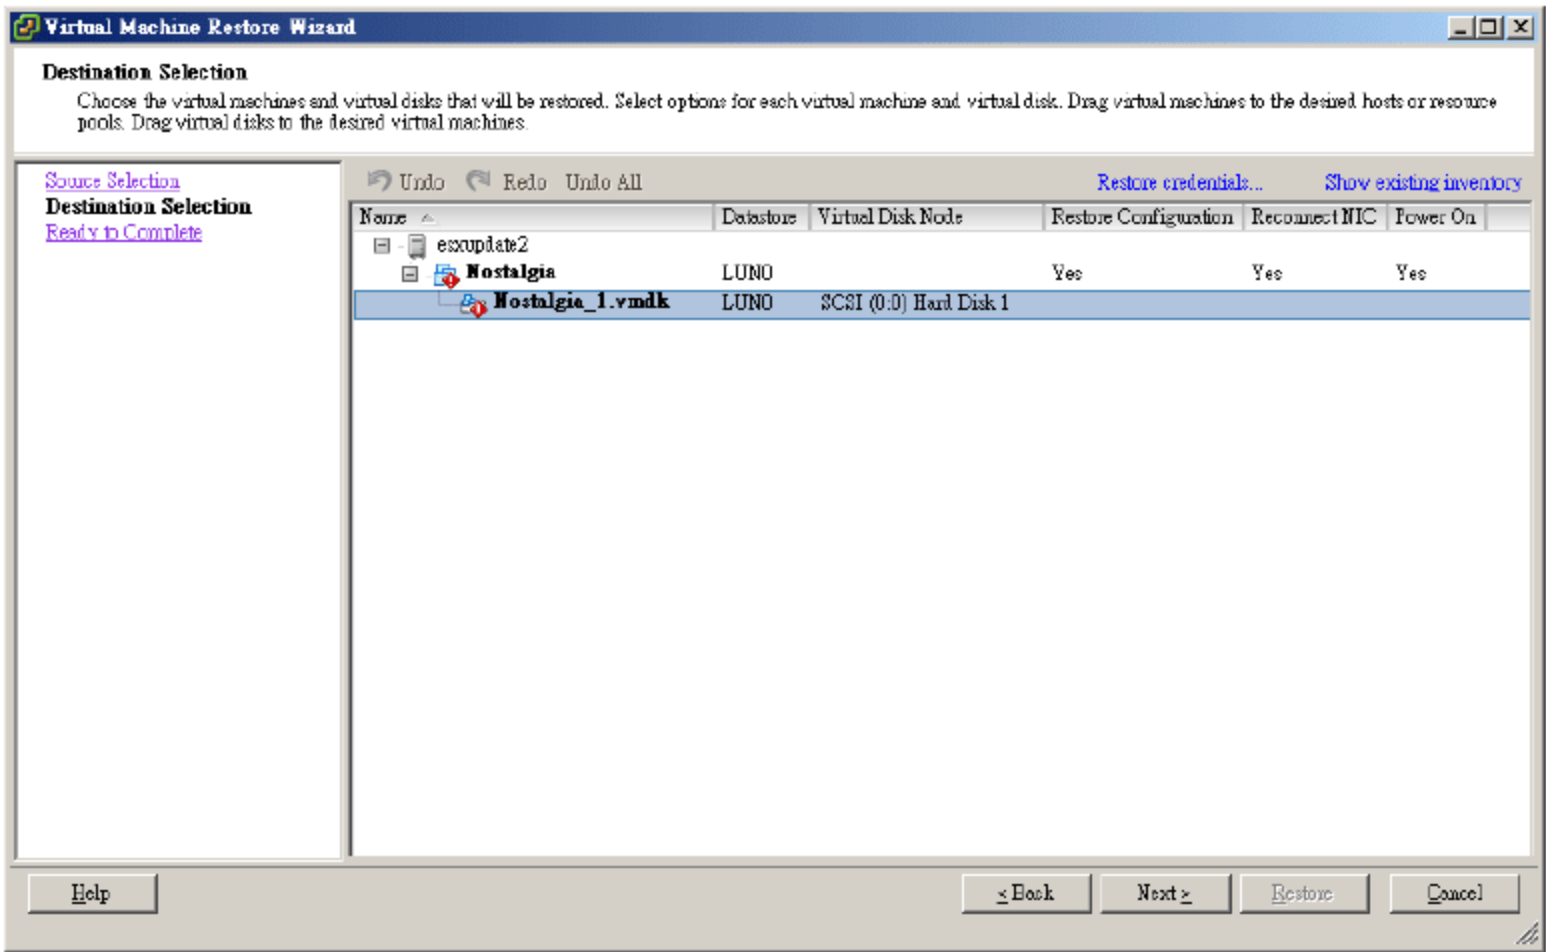 Virtual Machine Restore Wizard
Destination Selection
Choose the virtual machines and virtual disks that will be restored. Select options for each virtual machine and virtual disk. Drag virtual machines to the desired hosts or resource
pools. Drag virtual disks to the desired virtual machines.
Source Selection
Destination Selection
Ready to Complete
Undo Redo Undo All Restore credentials... Show existing inventory
Name Datastore Virtual Disk Node Restore Configuration Reconnect NIC Power On
esxupdate2
Nostalgia LUN0 Yes Yes Yes
Nostalgia_1.vmdk LUN0 SCSI (0:0) Hard Disk 1
Help < Back Next > Restore Cancel